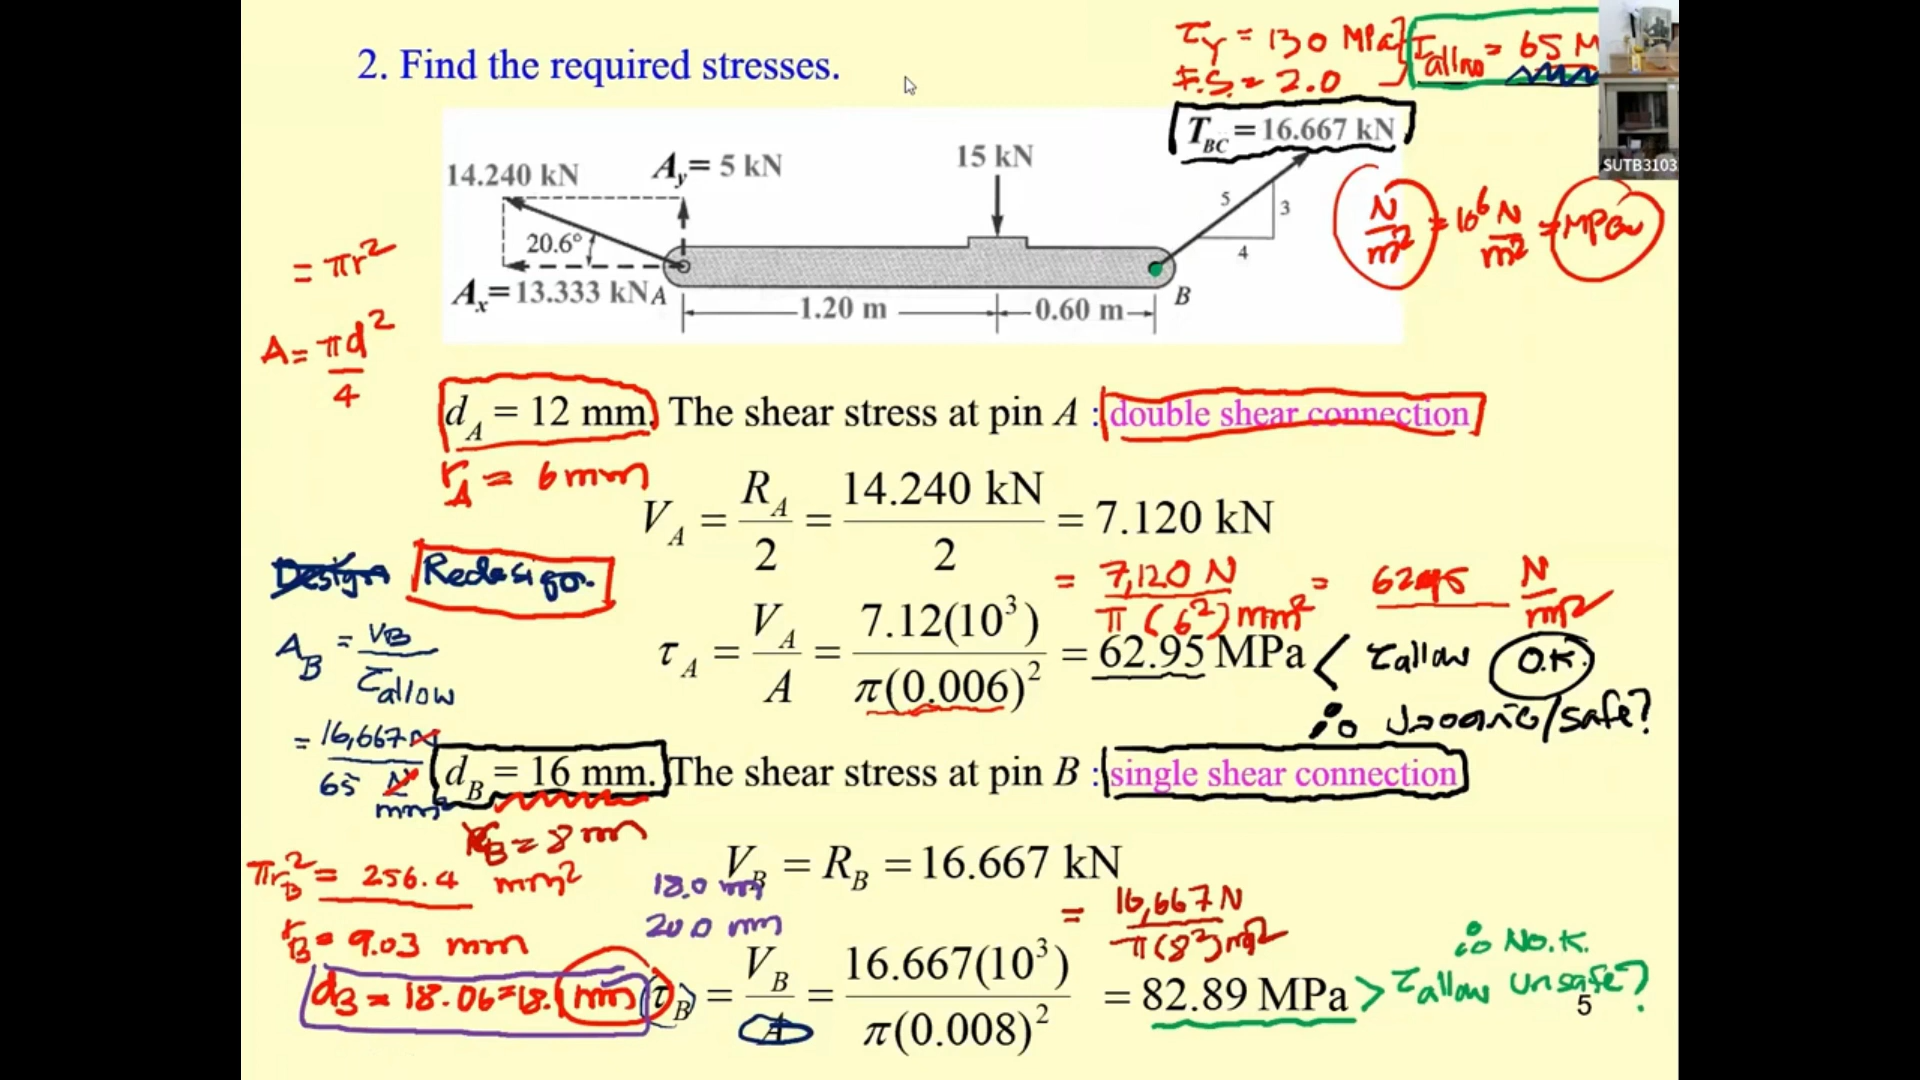 2. Find the required stresses.
τY = 130 MPa
F.S. = 2.0
τallow = 65 M
SUTB3103
TBC = 16.667 kN
14.240 kN
Ay = 5 kN
15 kN
5
3
4
20.6°
Ax = 13.333 kN
A
B
1.20 m
0.60 m
N/m² = 10⁶ N/m² = MPa
= πr²
A = πd²/4
dA = 12 mm. The shear stress at pin A : double shear connection
rA = 6 mm
VA = RA/2 = 14.240 kN/2 = 7.120 kN
= 7,120 N/π(6²)mm² =
N/m²
τA = VA/A = 7.12(10³)/π(0.006)² = 62.95 MPa < τallow O.K.
/safe?
Design Redesign.
AB = VB/τallow
= 16,667 N/65 N/mm²
dB = 16 mm. The shear stress at pin B : single shear connection
rB = 8 mm
VB = RB = 16.667 kN
πrB² = 256.4 mm²
rB = 9.03 mm
dB = 18.06 = 18.1 mm
18.0 mm
20.0 mm
= 16,667 N/π(8²)m²
τB = VB/A = 16.667(10³)/π(0.008)² = 82.89 MPa > τallow unsafe?
∴ No.K.
5